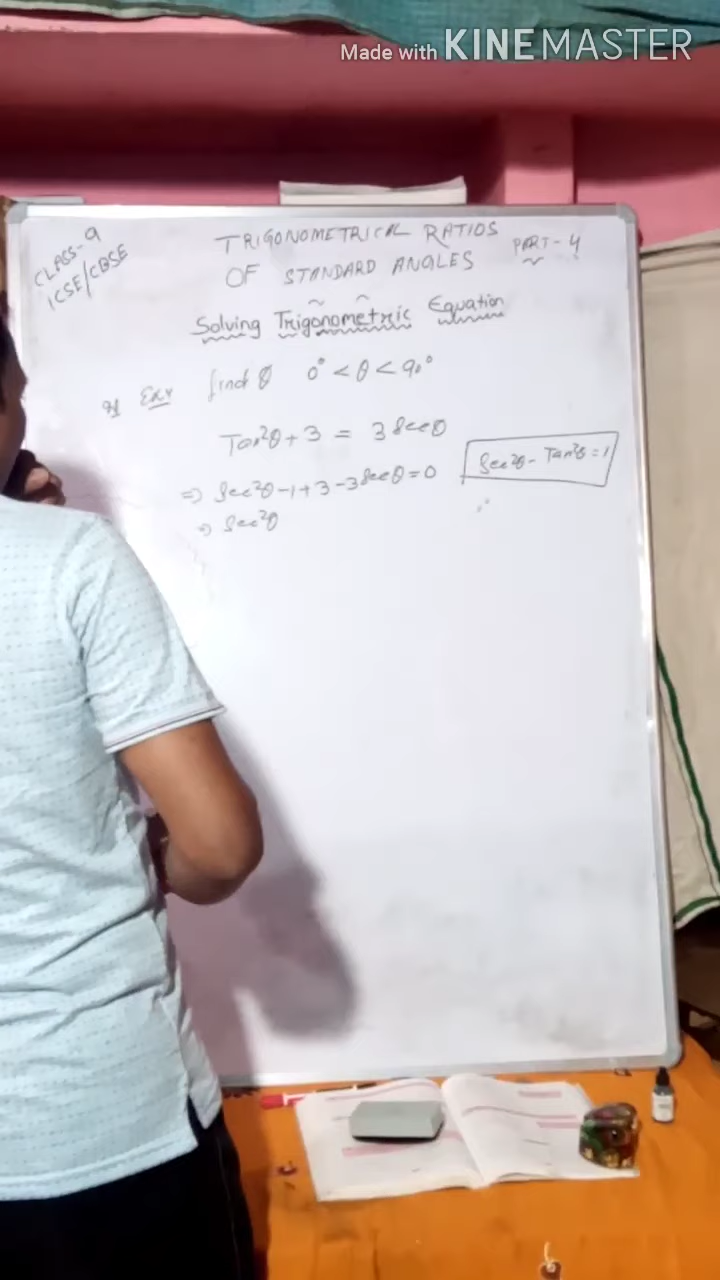 Made with KINEMASTER
CLASS-9
ICSE/CBSE
TRIGONOMETRICAL RATIOS
OF STANDARD ANGLES PART-4
Solving Trigonometric Equation
Ex: find θ 0° < θ < 90°
Tan²θ + 3 = 3 Secθ
⇒ Sec²θ - 1 + 3 - 3 Secθ = 0
Sec²θ - Tan²θ = 1
⇒ Sec²θ